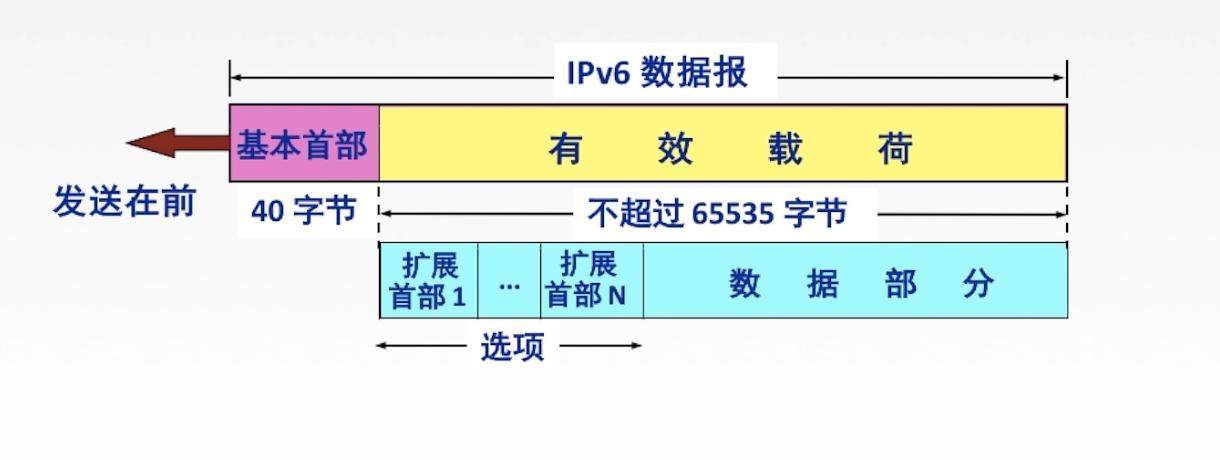 IPv6 数据报
基本首部
有效载荷
发送在前
40 字节
不超过 65535 字节
扩展
首部 1
...
扩展
首部 N
数据部分
选项